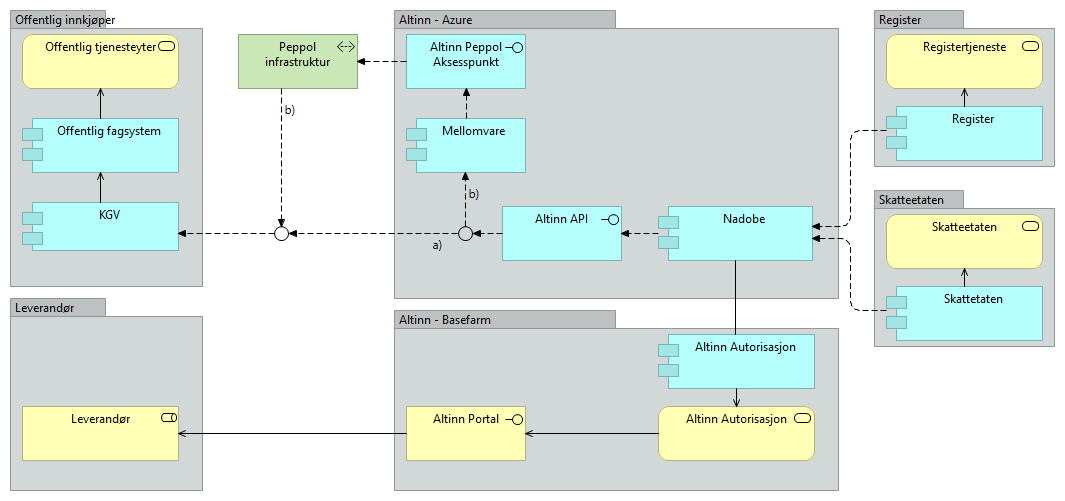 Offentlig innkjøper
Offentlig tjenesteyter
Offentlig fagsystem
KGV
Peppol
infrastruktur
b)
Altinn - Azure
Altinn Peppol
Aksesspunkt
Mellomvare
b)
a)
Altinn API
Nadobe
Register
Registertjeneste
Register
Skatteetaten
Skatteetaten
Skattetaten
Leverandør
Leverandør
Altinn - Basefarm
Altinn Autorisasjon
Altinn Portal
Altinn Autorisasjon